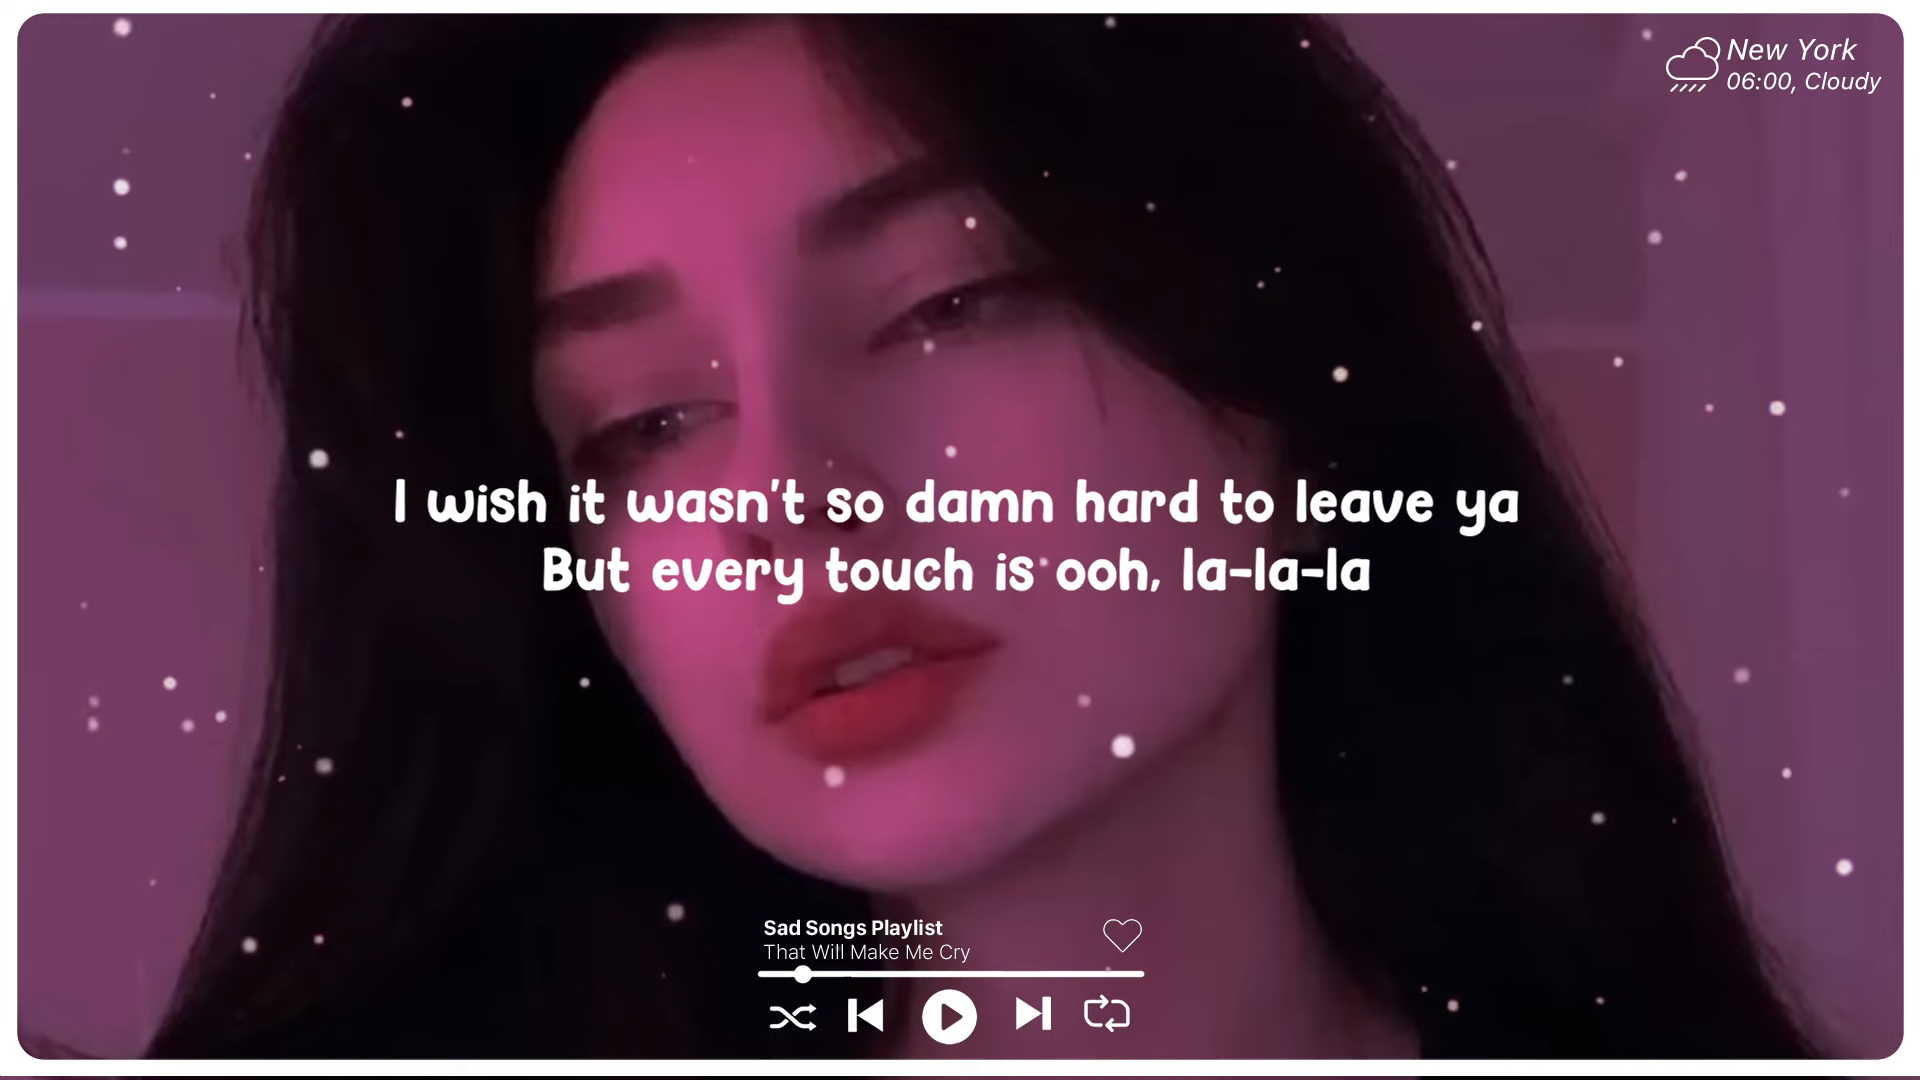 New York
06:00, Cloudy
I wish it wasn't so damn hard to leave ya
But every touch is ooh, la-la-la
Sad Songs Playlist
That Will Make Me Cry